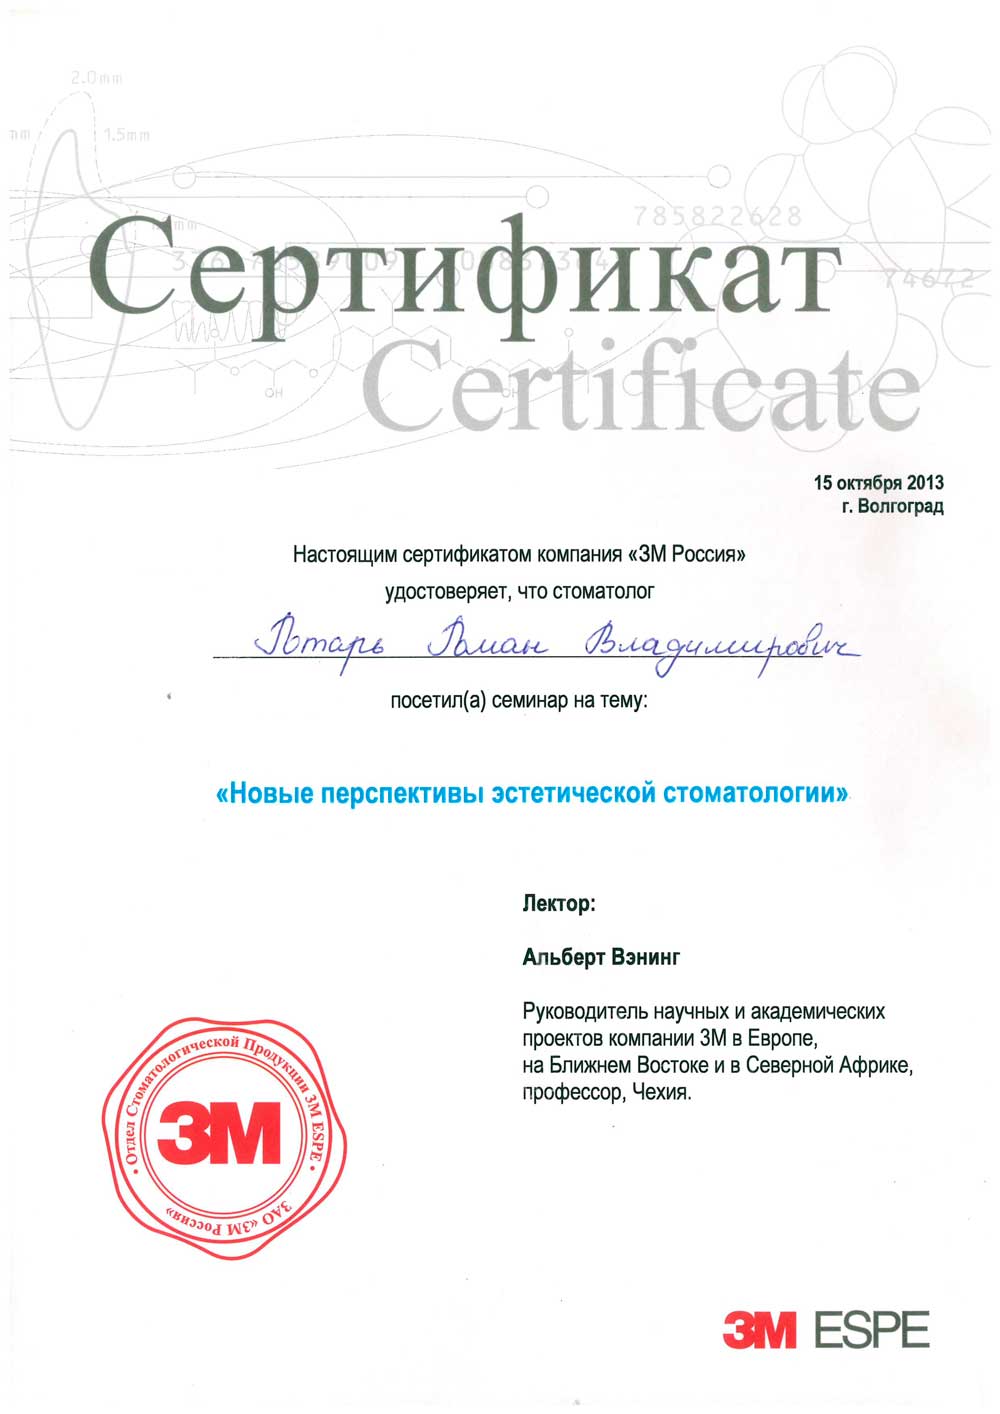 2.0mm
mm
1.5mm
785822628
74672
Сертификат
Certificate
OH
OH
15 октября 2013
г. Волгоград
Настоящим сертификатом компания «3М Россия»
удостоверяет, что стоматолог
Потарь Роман Владимирович
посетил(а) семинар на тему:
«Новые перспективы эстетической стоматологии»
Лектор:
Альберт Вэнинг
Руководитель научных и академических
проектов компании 3М в Европе,
на Ближнем Востоке и в Северной Африке,
профессор, Чехия.
• Отдел Стоматологической Продукции 3М ESPE •
3M
ЗАО «3М Россия»
3M ESPE